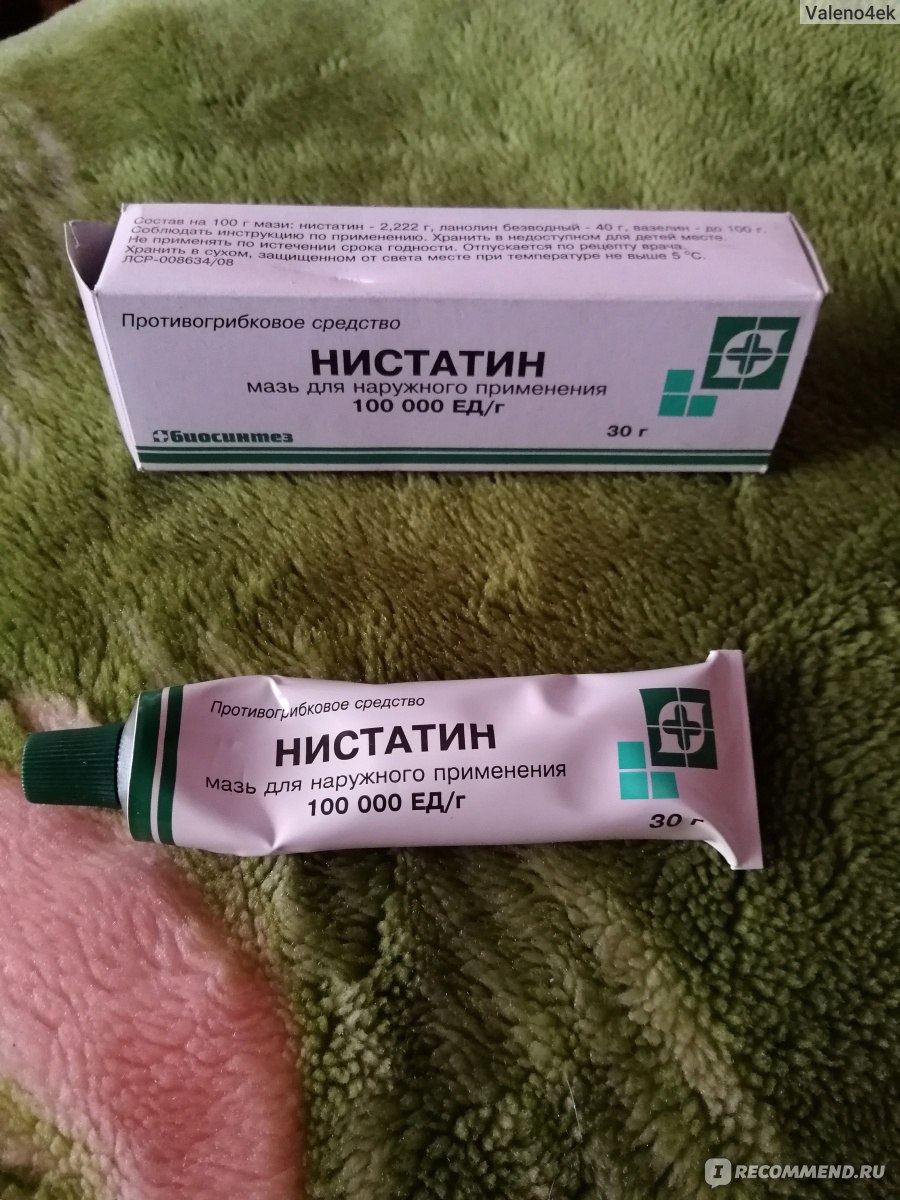 Valeno4ek
Состав на 100 г мази: нистатин - 2,222 г, ланолин безводный - 40 г, вазелин - до 100 г.
Соблюдать инструкцию по применению. Хранить в недоступном для детей месте.
Не применять по истечении срока годности. Отпускается по рецепту врача.
Хранить в сухом, защищенном от света месте при температуре не выше 5 °C.
ЛСР-008634/08
Противогрибковое средство
НИСТАТИН
мазь для наружного применения
100 000 ЕД/г
биосинтез
30 г
Противогрибковое средство
НИСТАТИН
мазь для наружного применения
100 000 ЕД/г
30 г
IRECOMMEND.RU